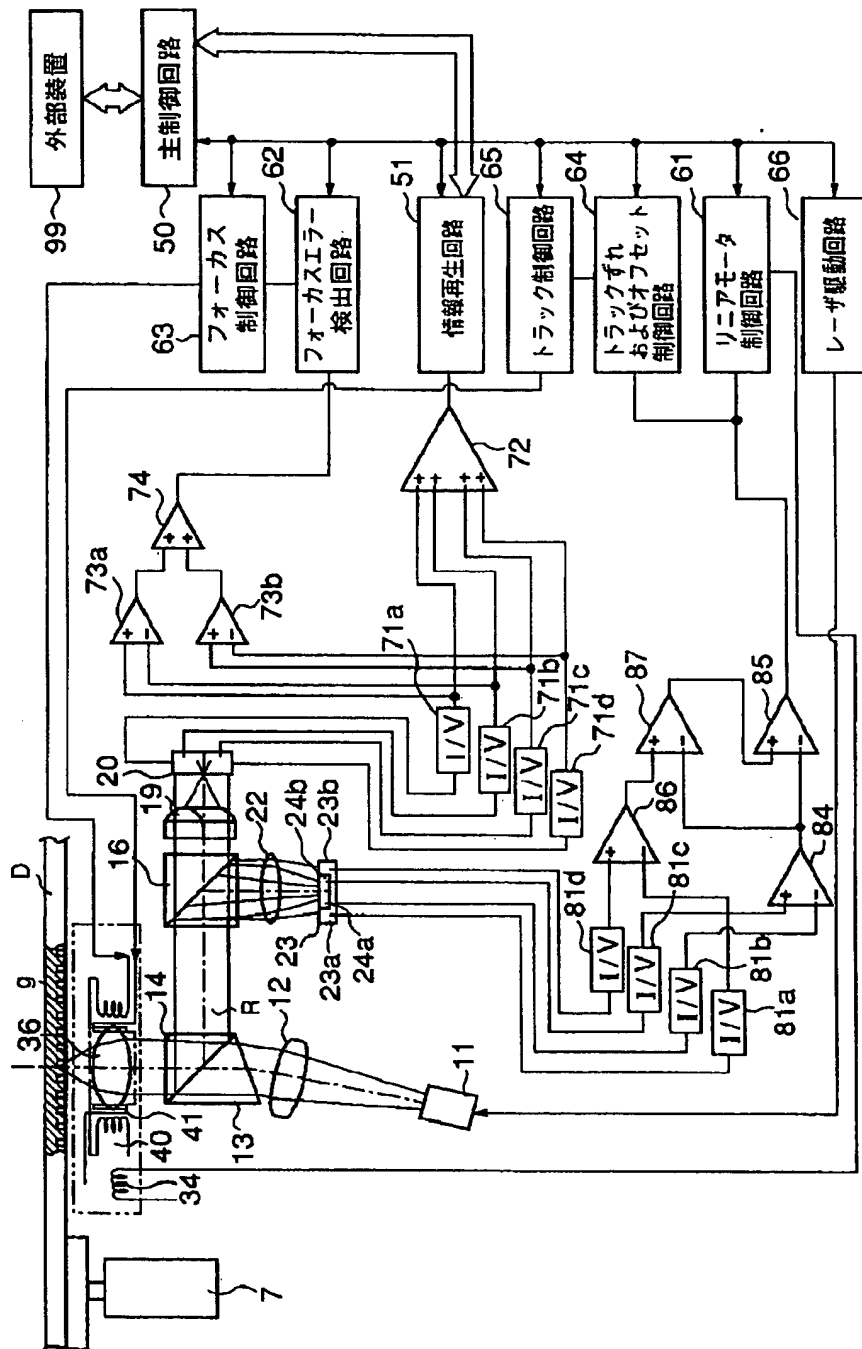 外部装置
99
主制御回路
50
フォーカス
制御回路
63
フォーカスエラー
検出回路
62
情報再生回路
51
トラック制御回路
65
トラックずれ
およびオフセット
制御回路
64
リニアモータ
制御回路
61
レーザ駆動回路
66
74
73a
73b
72
71a
I/V
71b
I/V
71c
I/V
71d
I/V
87
85
86
84
81d
I/V
81c
I/V
81b
I/V
81a
I/V
20
19
16
22
24b
23b
23
23a
24a
14
R
12
13
11
D
9
36
41
40
34
7
+
+
+
-
+
-
+
+
+
+
+
-
+
-
+
-